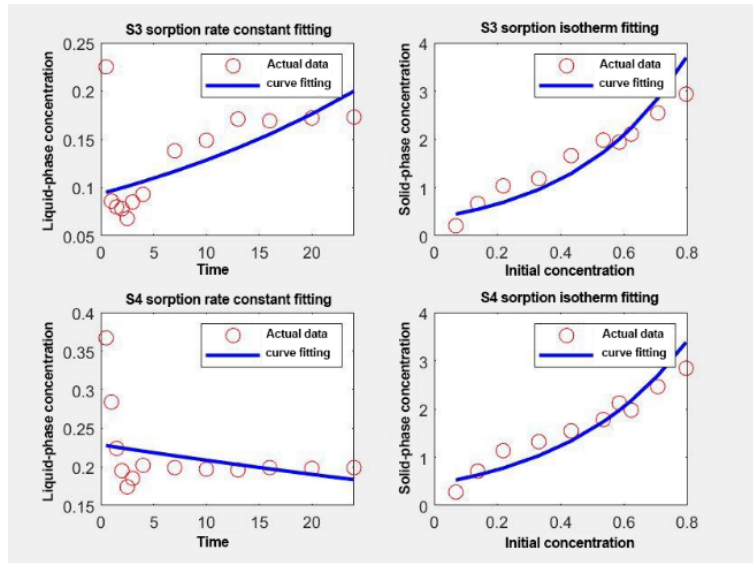 S3 sorption rate constant fitting
Liquid-phase concentration
0.25
0.2
0.15
0.1
0.05
Actual data
curve fitting
0 5 10 15 20
Time
S3 sorption isotherm fitting
Solid-phase concentration
4
3
2
1
0
Actual data
curve fitting
0 0.2 0.4 0.6 0.8
Initial concentration
S4 sorption rate constant fitting
Liquid-phase concentration
0.4
0.35
0.3
0.25
0.2
0.15
Actual data
curve fitting
0 5 10 15 20
Time
S4 sorption isotherm fitting
Solid-phase concentration
4
3
2
1
0
Actual data
curve fitting
0 0.2 0.4 0.6 0.8
Initial concentration